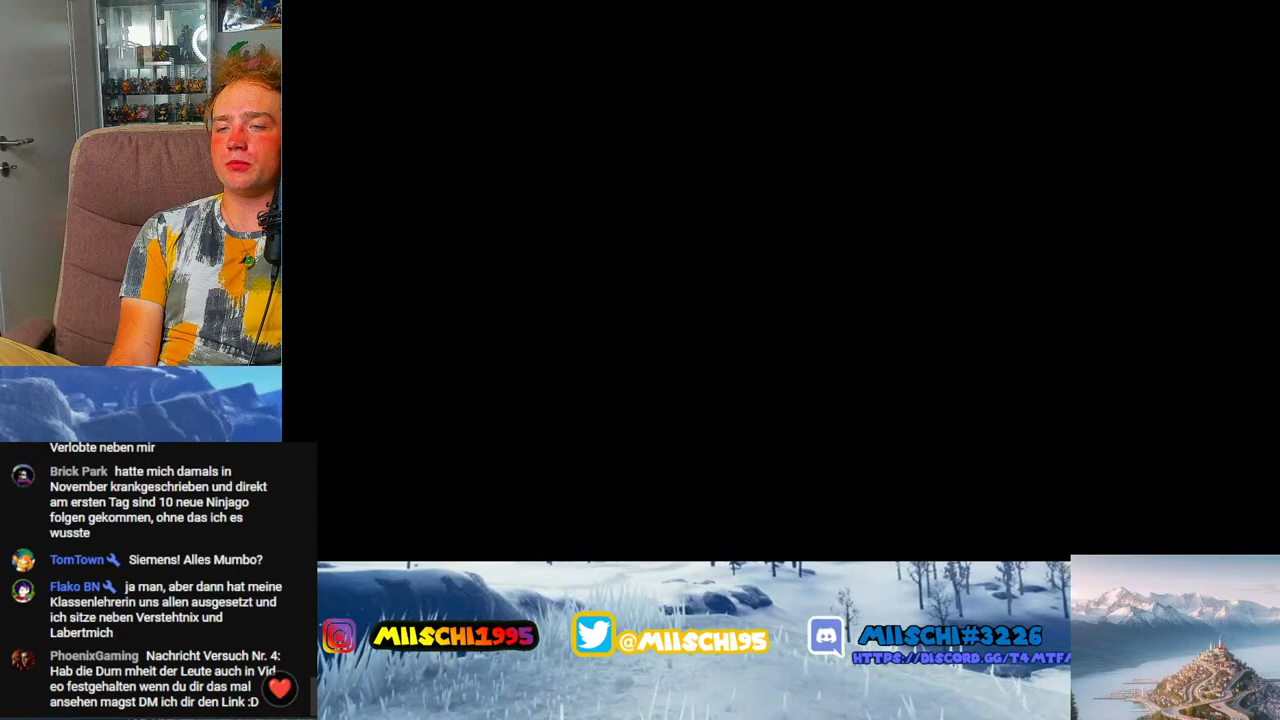 Verlobte neben mir
Brick Park hatte mich damals in
November krankgeschrieben und direkt
am ersten Tag sind 10 neue Ninjago
folgen gekommen, ohne das ich es
wusste
TomTown Siemens! Alles Mumbo?
Flako BN ja man, aber dann hat meine
Klassenlehrerin uns allen ausgesetzt und
ich sitze neben Verstehtnix und
Labertmich
PhoenixGaming Nachricht Versuch Nr. 4:
Hab die Dum mheit der Leute auch in Vid
eo festgehalten wenn du dir das mal
ansehen magst DM ich dir den Link :D
MIISCHI1995
@MIISCHI95
MIISCHI#3226
HTTPS://DISCORD.GG/T4MTF